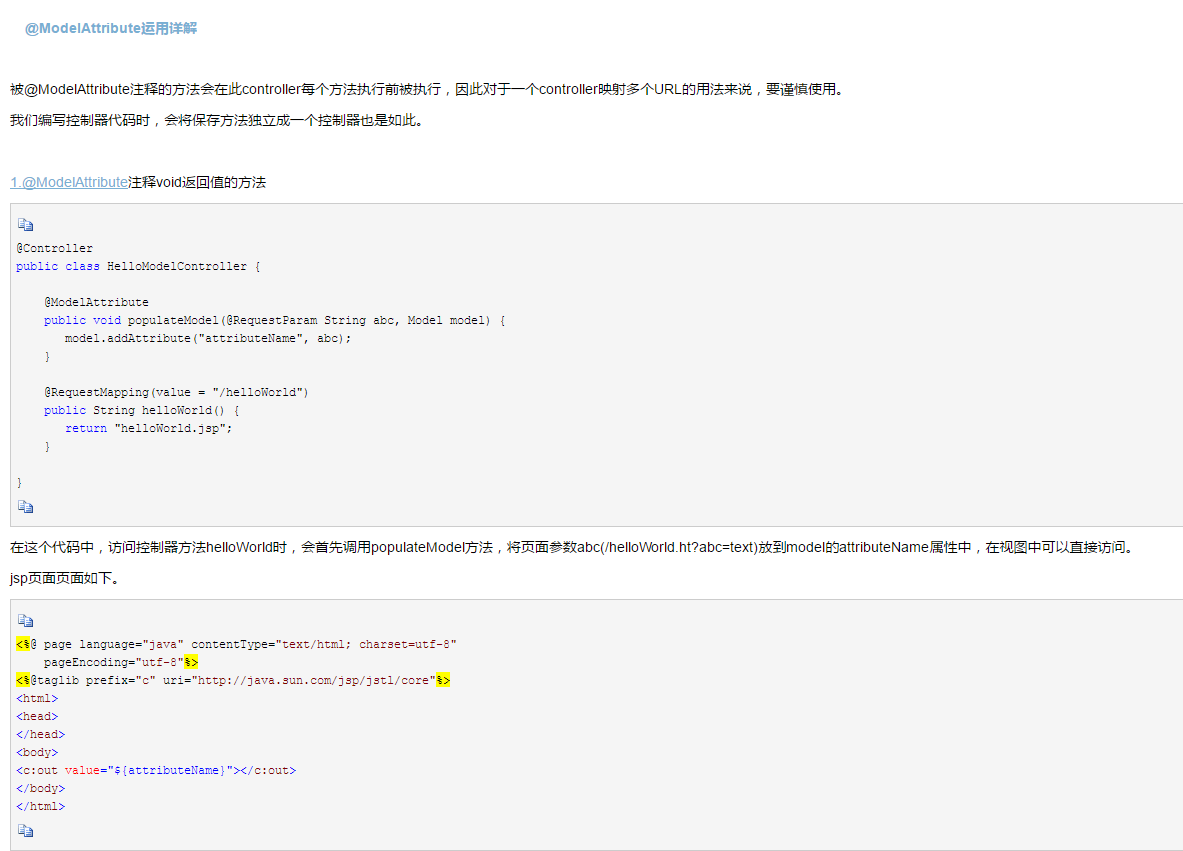 @ModelAttribute运用详解
被@ModelAttribute注释的方法会在此controller每个方法执行前被执行，因此对于一个controller映射多个URL的用法来说，要谨慎使用。
我们编写控制器代码时，会将保存方法独立成一个控制器也是如此。
1.@ModelAttribute注释void返回值的方法
@Controller
public class HelloModelController {
@ModelAttribute
public void populateModel(@RequestParam String abc, Model model) {
model.addAttribute("attributeName", abc);
}
@RequestMapping(value = "/helloWorld")
public String helloWorld() {
return "helloWorld.jsp";
}
}
在这个代码中，访问控制器方法helloWorld时，会首先调用populateModel方法，将页面参数abc(/helloWorld.ht?abc=text)放到model的attributeName属性中，在视图中可以直接访问。
jsp页面页面如下。
<%@ page language="java" contentType="text/html; charset=utf-8"
pageEncoding="utf-8"%>
<%@taglib prefix="c" uri="http://java.sun.com/jsp/jstl/core"%>
<html>
<head>
</head>
<body>
<c:out value="${attributeName}"></c:out>
</body>
</html>